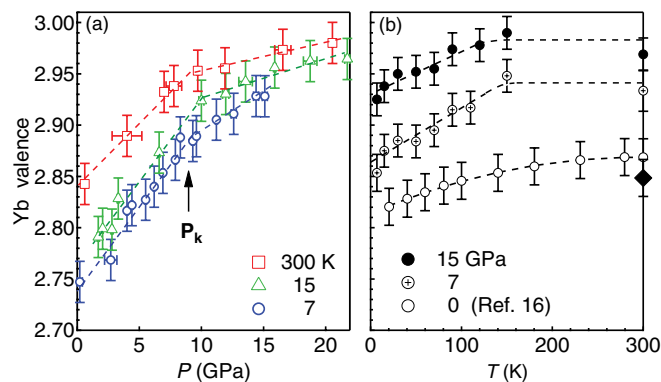 (a)
(b)
3.00
2.95
2.90
2.85
2.80
2.75
2.70
Yb valence
P_k
300 K
15
7
15 GPa
7
0 (Ref. 16)
0 5 10 15 20
0 100 200 300
P (GPa)
T (K)